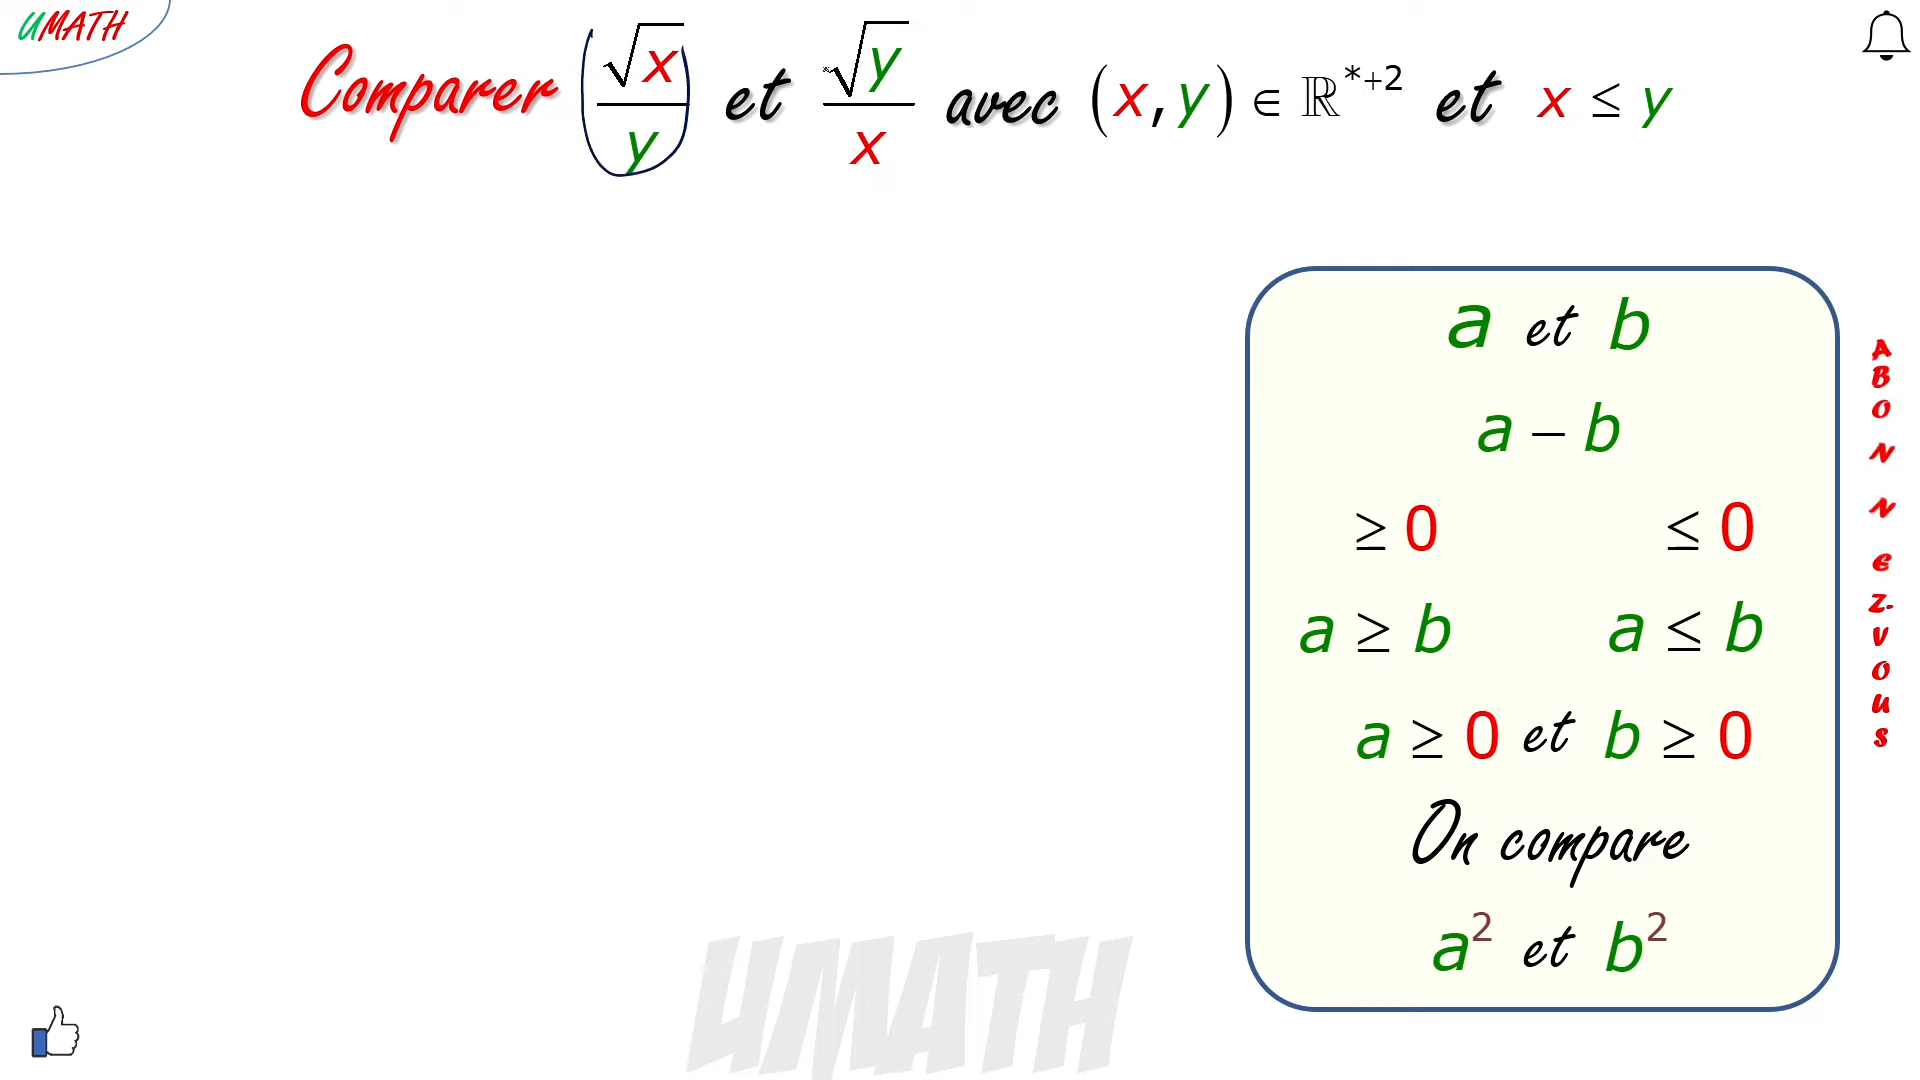 UMATH
Comparer √x/y et √y/x avec (x,y) ∈ ℝ*+2 et x ≤ y
a et b
a − b
≥ 0 ≤ 0
a ≥ b a ≤ b
a ≥ 0 et b ≥ 0
On compare
a² et b²
ABONNEZ-VOUS
UMATH